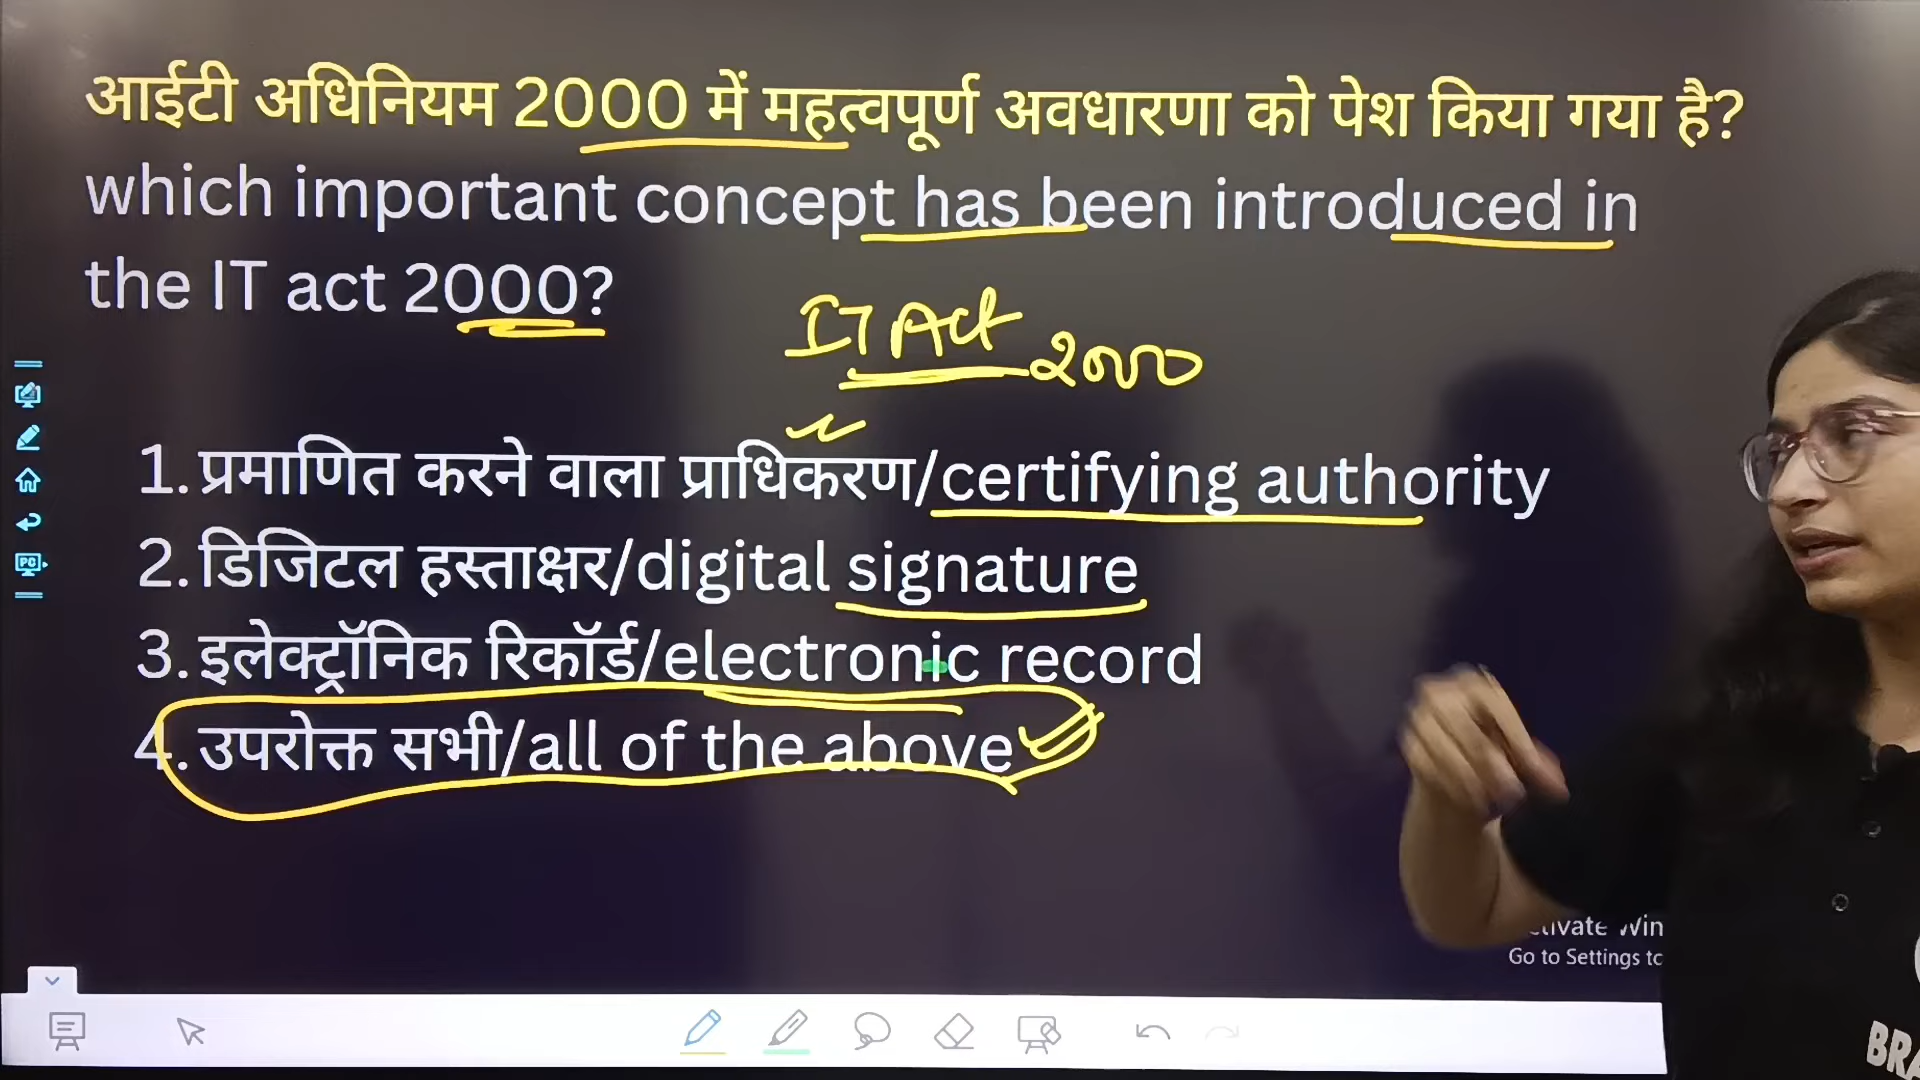 आईटी अधिनियम 2000 में महत्वपूर्ण अवधारणा को पेश किया गया है?
which important concept has been introduced in
the IT act 2000?
IT Act 2000
1. प्रमाणित करने वाला प्राधिकरण/certifying authority
2. डिजिटल हस्ताक्षर/digital signature
3. इलेक्ट्रॉनिक रिकॉर्ड/electronic record
4. उपरोक्त सभी/all of the above
Go to Settings to
PC